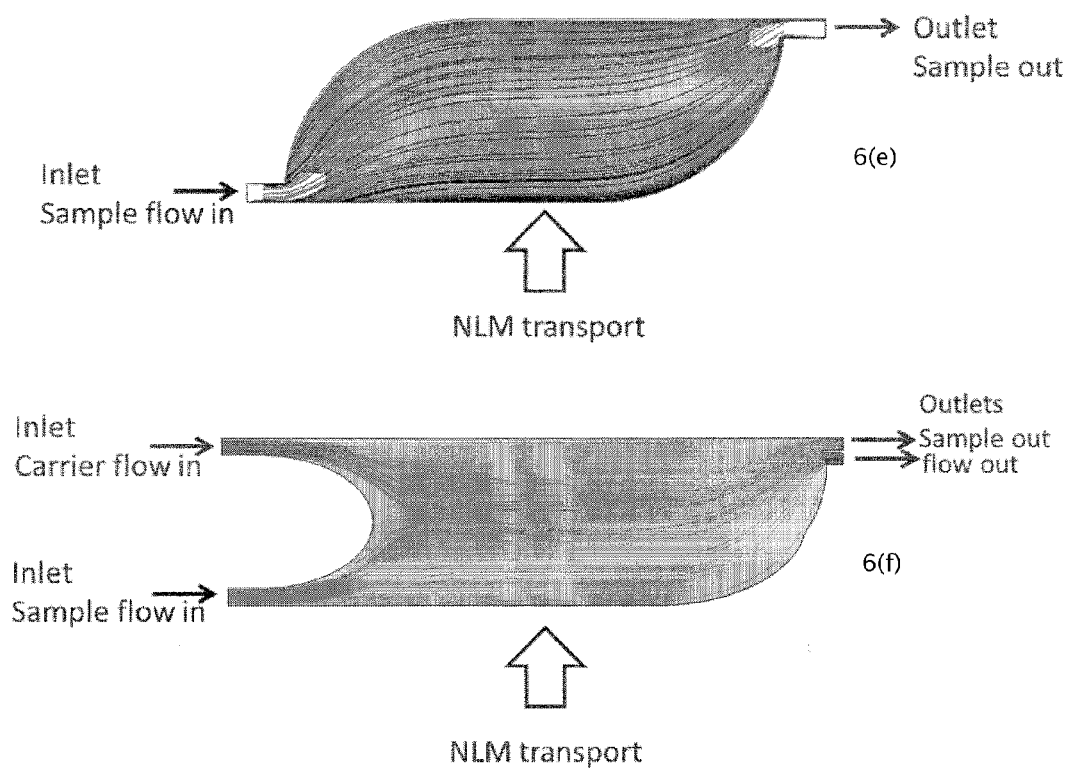 Outlet
Sample out
6(e)
Inlet
Sample flow in
NLM transport
Outlets
Sample out
flow out
Inlet
Carrier flow in
6(f)
Inlet
Sample flow in
NLM transport